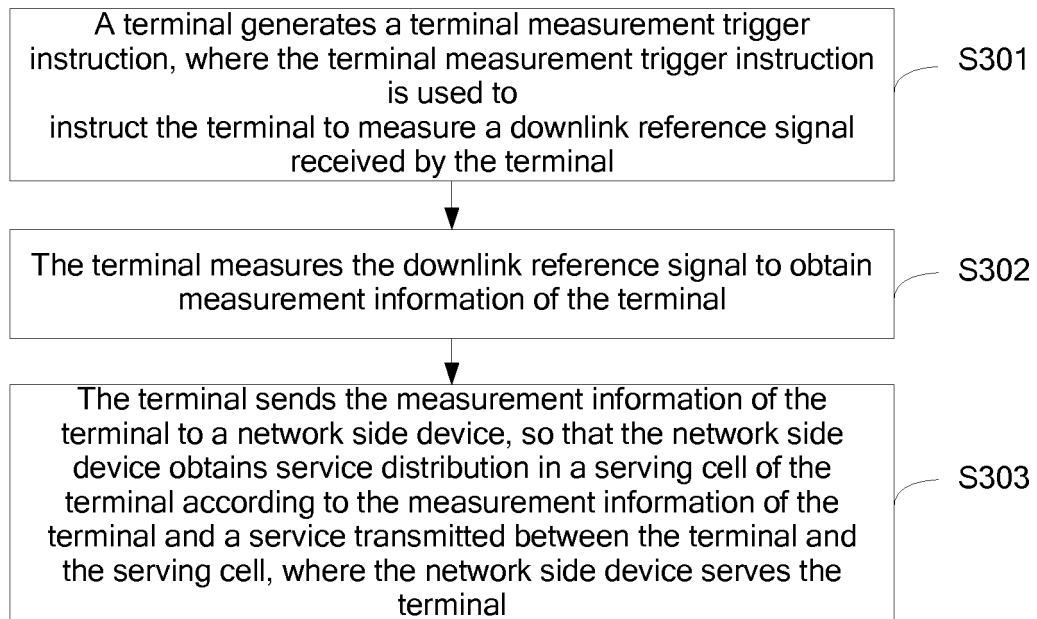 A terminal generates a terminal measurement trigger
instruction, where the terminal measurement trigger instruction
is used to
instruct the terminal to measure a downlink reference signal
received by the terminal
S301
The terminal measures the downlink reference signal to obtain
measurement information of the terminal
S302
The terminal sends the measurement information of the
terminal to a network side device, so that the network side
device obtains service distribution in a serving cell of the
terminal according to the measurement information of the
terminal and a service transmitted between the terminal and
the serving cell, where the network side device serves the
terminal
S303